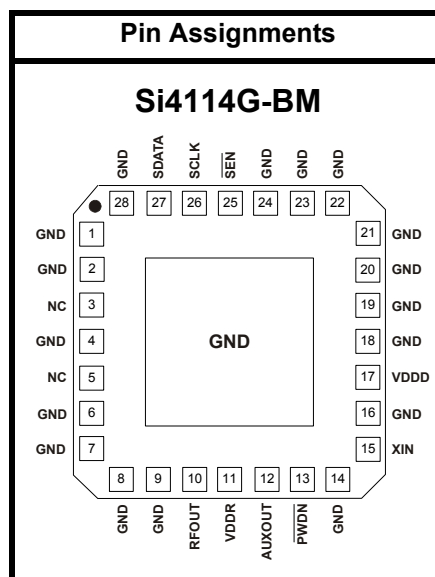 Pin Assignments
Si4114G-BM
GND SDATA SCLK SEN GND GND GND
28 27 26 25 24 23 22
GND 1 21 GND
GND 2 20 GND
NC 3 19 GND
GND 4 18 GND
GND
NC 5 17 VDDD
GND 6 16 GND
GND 7 15 XIN
8 9 10 11 12 13 14
GND GND RFOUT VDDR AUXOUT PWDN GND